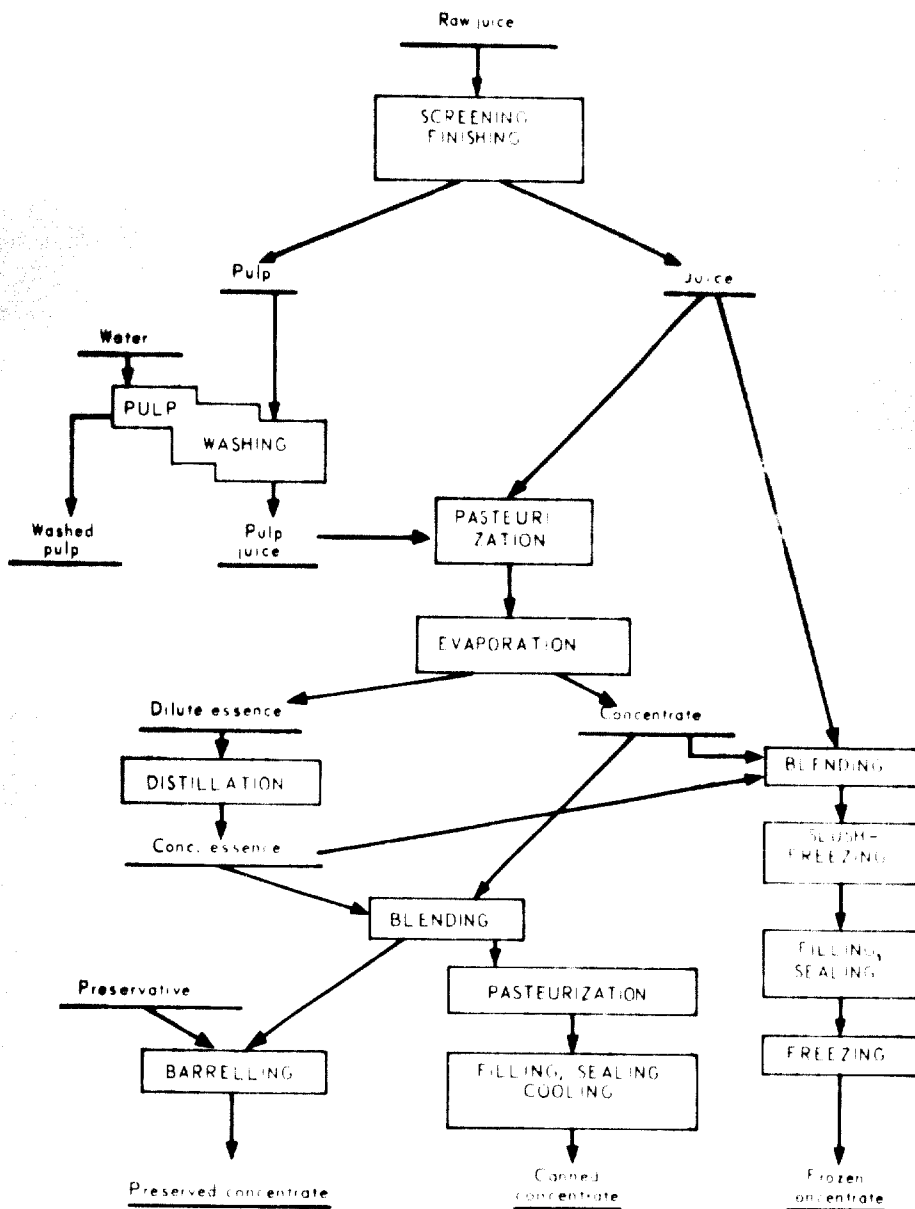 Raw juice
SCREENING
FINISHING
Pulp
Juice
Water
PULP
WASHING
Washed
pulp
Pulp
juice
PASTEURI
ZATION
EVAPORATION
Dilute essence
Concentrate
DISTILLATION
BLENDING
Conc. essence
SLUSH-
FREEZING
BLENDING
FILLING,
SEALING
Preservative
PASTEURIZATION
FREEZING
BARRELLING
FILLING, SEALING
COOLING
Preserved concentrate
Canned
concentrate
Frozen
oncentrate